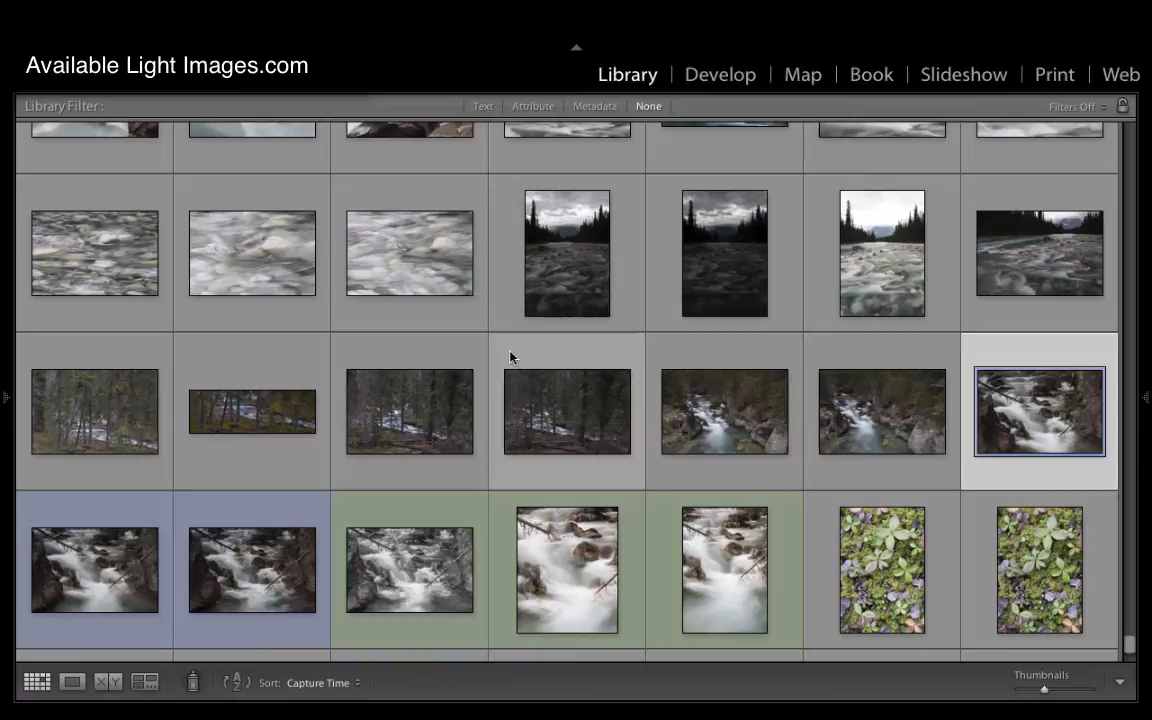 Available Light Images.com
Library | Develop | Map | Book | Slideshow | Print | Web
Library Filter: Text Attribute Metadata None Filters Off
Sort: Capture Time Thumbnails